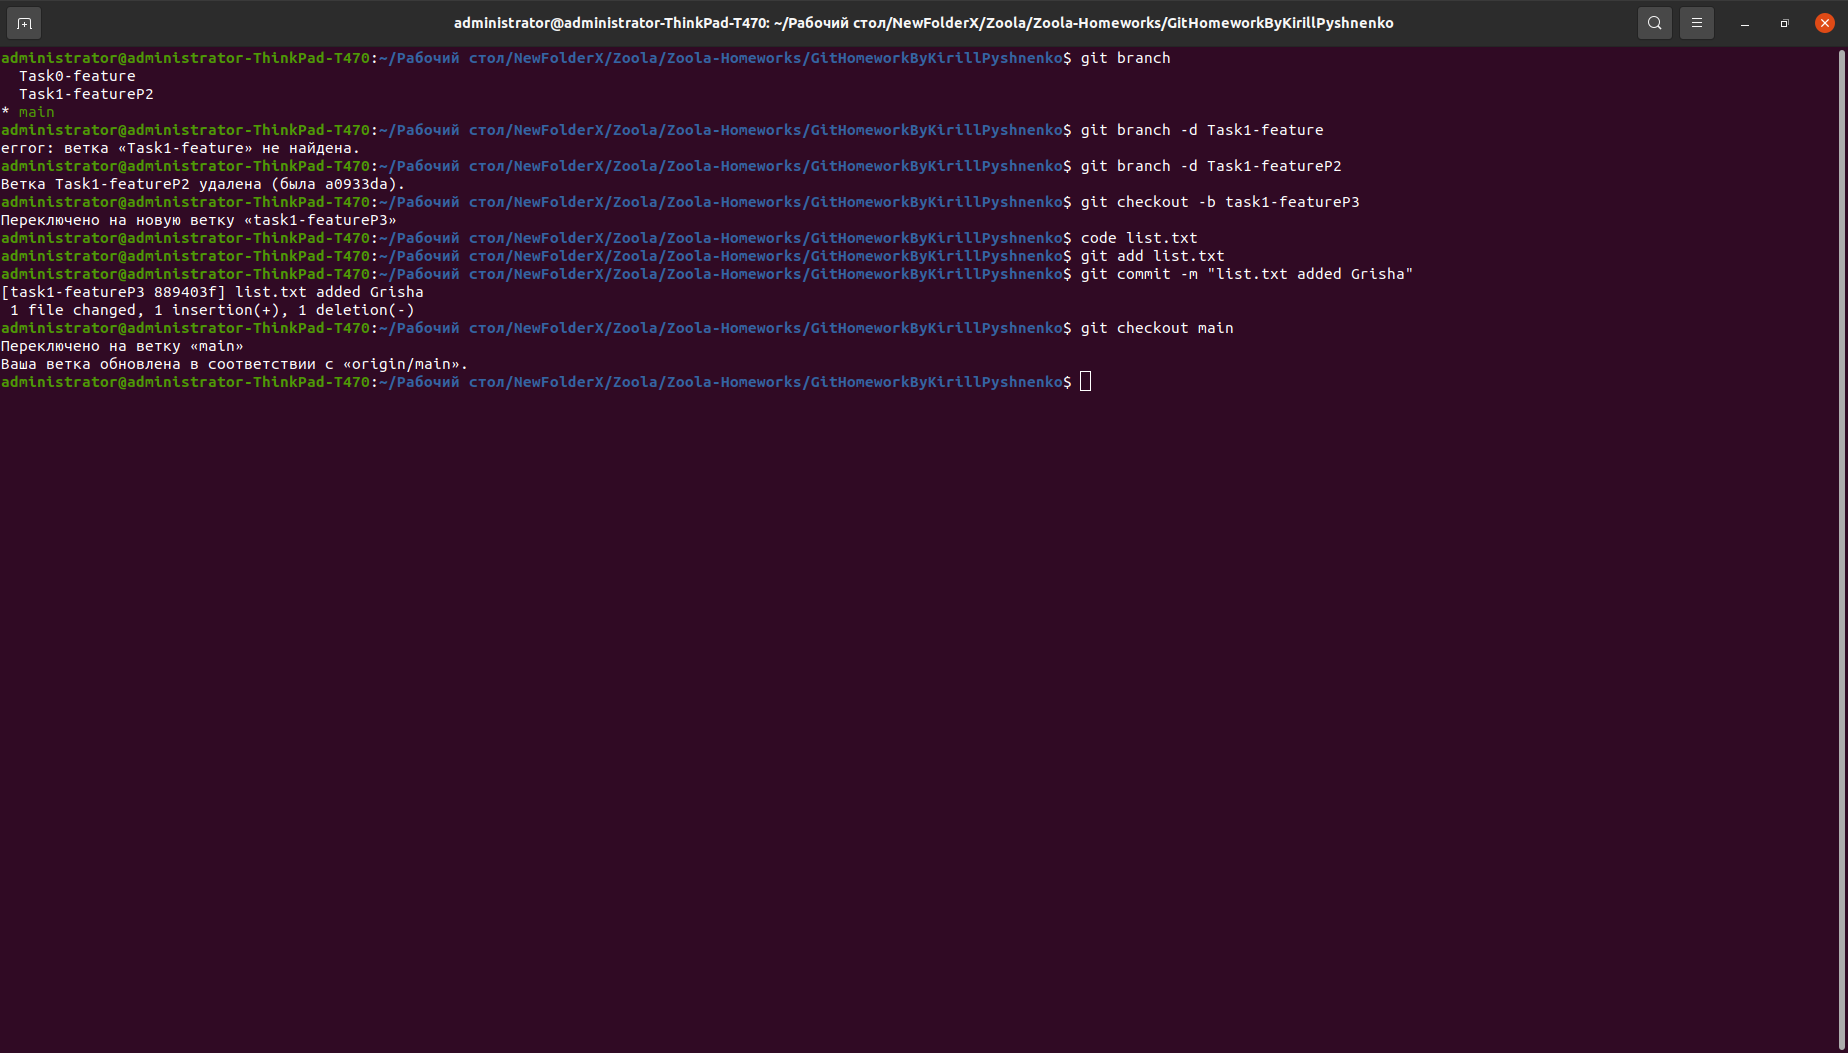 administrator@administrator-ThinkPad-T470: ~/Рабочий стол/NewFolderX/Zoola/Zoola-Homeworks/GitHomeworkByKirillPyshnenko
administrator@administrator-ThinkPad-T470:~/Рабочий стол/NewFolderX/Zoola/Zoola-Homeworks/GitHomeworkByKirillPyshnenko$ git branch
  Task0-feature
  Task1-featureP2
* main
administrator@administrator-ThinkPad-T470:~/Рабочий стол/NewFolderX/Zoola/Zoola-Homeworks/GitHomeworkByKirillPyshnenko$ git branch -d Task1-feature
error: ветка «Task1-feature» не найдена.
administrator@administrator-ThinkPad-T470:~/Рабочий стол/NewFolderX/Zoola/Zoola-Homeworks/GitHomeworkByKirillPyshnenko$ git branch -d Task1-featureP2
Ветка Task1-featureP2 удалена (была a0933da).
administrator@administrator-ThinkPad-T470:~/Рабочий стол/NewFolderX/Zoola/Zoola-Homeworks/GitHomeworkByKirillPyshnenko$ git checkout -b task1-featureP3
Переключено на новую ветку «task1-featureP3»
administrator@administrator-ThinkPad-T470:~/Рабочий стол/NewFolderX/Zoola/Zoola-Homeworks/GitHomeworkByKirillPyshnenko$ code list.txt
administrator@administrator-ThinkPad-T470:~/Рабочий стол/NewFolderX/Zoola/Zoola-Homeworks/GitHomeworkByKirillPyshnenko$ git add list.txt
administrator@administrator-ThinkPad-T470:~/Рабочий стол/NewFolderX/Zoola/Zoola-Homeworks/GitHomeworkByKirillPyshnenko$ git commit -m "list.txt added Grisha"
[task1-featureP3 889403f] list.txt added Grisha
 1 file changed, 1 insertion(+), 1 deletion(-)
administrator@administrator-ThinkPad-T470:~/Рабочий стол/NewFolderX/Zoola/Zoola-Homeworks/GitHomeworkByKirillPyshnenko$ git checkout main
Переключено на ветку «main»
Ваша ветка обновлена в соответствии с «origin/main».
administrator@administrator-ThinkPad-T470:~/Рабочий стол/NewFolderX/Zoola/Zoola-Homeworks/GitHomeworkByKirillPyshnenko$